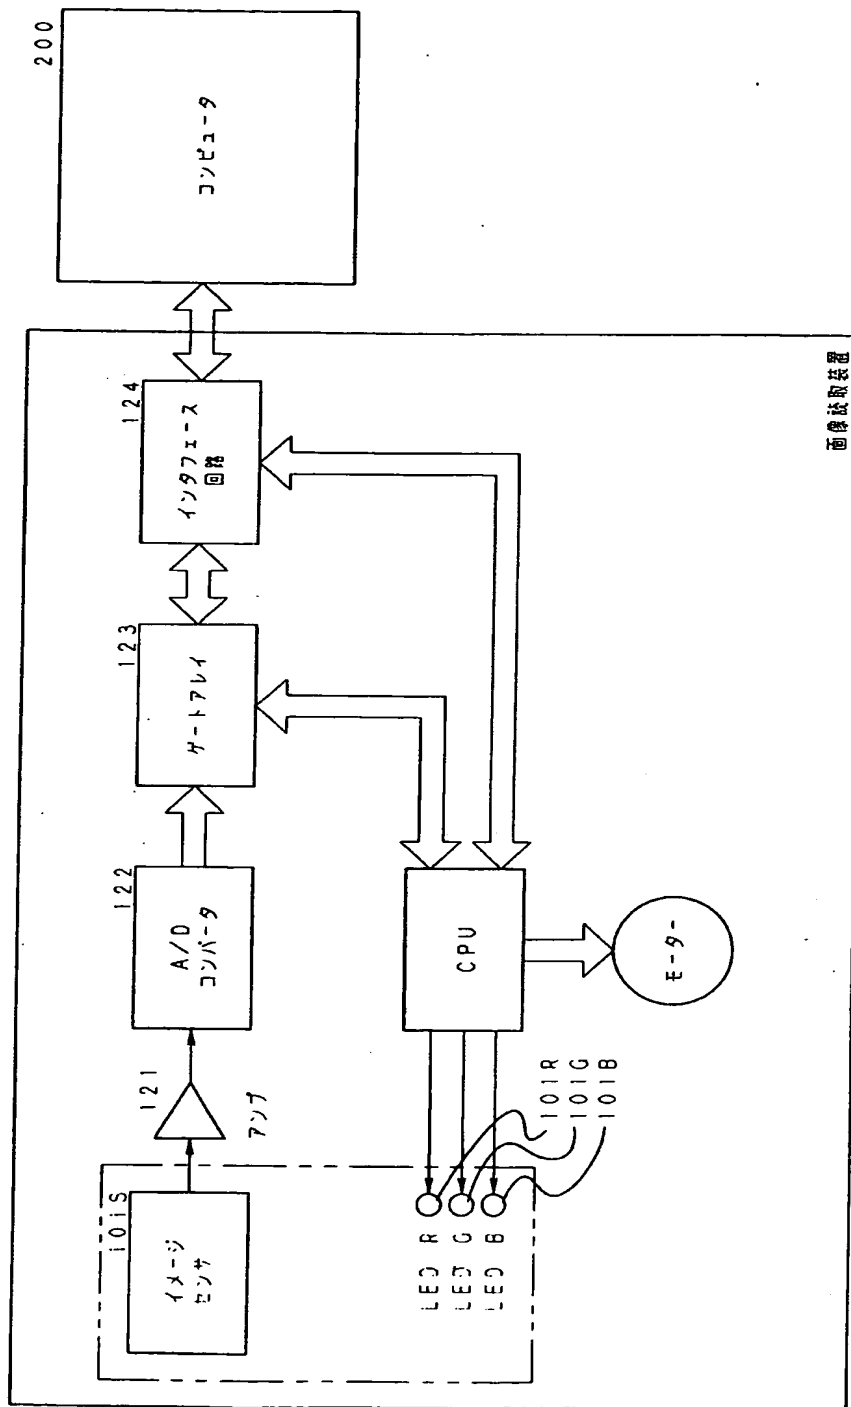 200
コンピュータ
124
インタフェース
回路
123
ゲートアレイ
122
A/D
コンバータ
121
アンプ
101S
イメージ
センサ
CPU
モーター
LED R
LED G
LED B
101R
101G
101B
画像読取装置